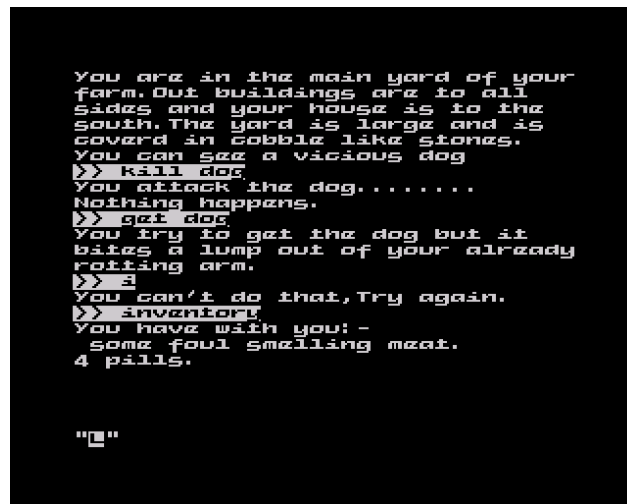 You are in the main yard of your
farm.Out buildings are to all
sides and your house is to the
south.The yard is large and is
coverd in cobble like stones.
You can see a vicious dog
>> kill dog
You attack the dog........
Nothing happens.
>> get dog
You try to get the dog but it
bites a lump out of your already
rotting arm.
>> i
You can't do that,Try again.
>> inventory
You have with you:-
some foul smelling meat.
4 pills.
"L"